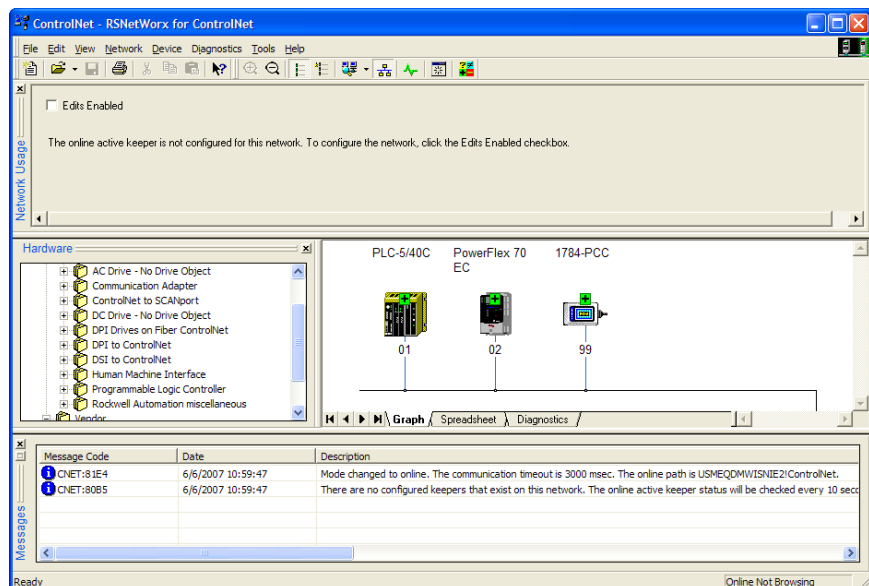 ControlNet - RSNetWorx for ControlNet
File Edit View Network Device Diagnostics Tools Help
Edits Enabled
The online active keeper is not configured for this network. To configure the network, click the Edits Enabled checkbox.
Network Usage
Hardware
AC Drive - No Drive Object
Communication Adapter
ControlNet to SCANport
DC Drive - No Drive Object
DPI Drives on Fiber ControlNet
DPI to ControlNet
DSI to ControlNet
Human Machine Interface
Programmable Logic Controller
Rockwell Automation miscellaneous
Vendor
PLC-5/40C PowerFlex 70 EC 1784-PCC
01 02 99
Graph Spreadsheet Diagnostics
Messages
Message Code Date Description
CNET:81E4 6/6/2007 10:59:47 Mode changed to online. The communication timeout is 3000 msec. The online path is USMEQDMWISNIE2!ControlNet.
CNET:80B5 6/6/2007 10:59:47 There are no configured keepers that exist on this network. The online active keeper status will be checked every 10 seco
Ready Online Not Browsing